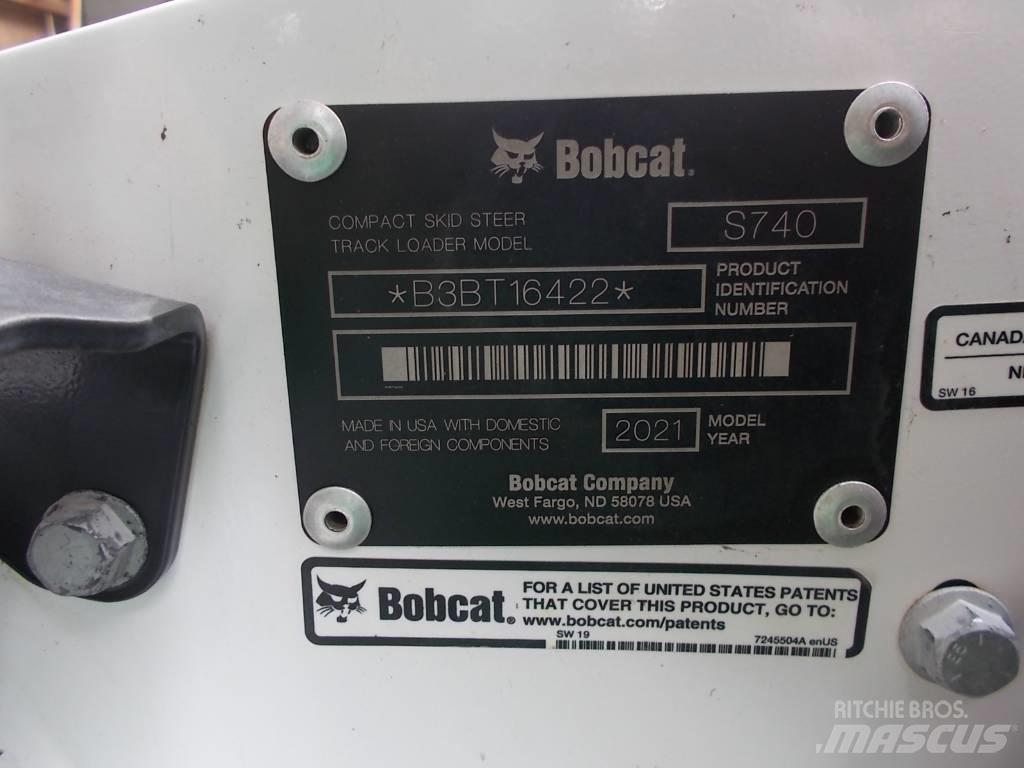 Bobcat.
COMPACT SKID STEER
TRACK LOADER MODEL
S740
*B3BT16422*
PRODUCT
IDENTIFICATION
NUMBER
MADE IN USA WITH DOMESTIC
AND FOREIGN COMPONENTS
2021
MODEL
YEAR
Bobcat Company
West Fargo, ND 58078 USA
www.bobcat.com
CANADA
SW 16
Bobcat®
FOR A LIST OF UNITED STATES PATENTS
THAT COVER THIS PRODUCT, GO TO:
www.bobcat.com/patents
SW 19
7245504A enUS
RITCHIE BROS.
MASCUS